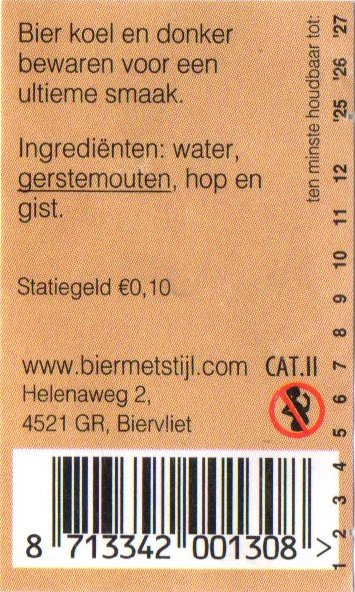 Bier koel en donker
bewaren voor een
ultieme smaak.
Ingrediënten: water,
gerstemouten, hop en
gist.
Statiegeld €0,10
www.biermetstijl.com CAT.II
Helenaweg 2,
4521 GR, Biervliet
8 713342 001308 >
ten minste houdbaar tot:
1 2 3 4 5 6 7 8 9 10 11 12 '25 '26 '27